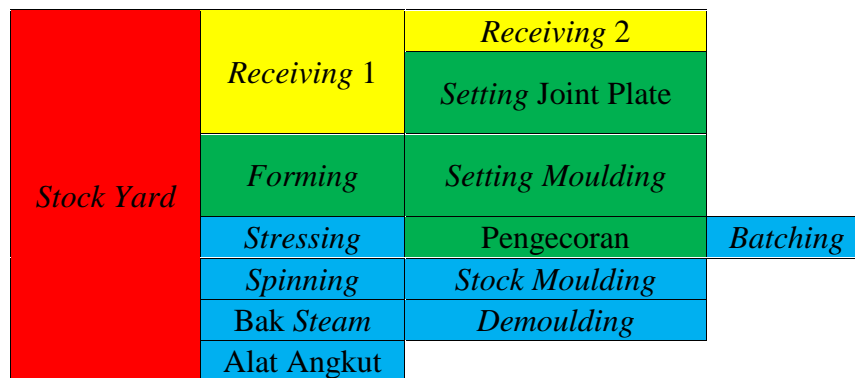 Receiving 2
Receiving 1
Setting Joint Plate
Stock Yard
Forming
Setting Moulding
Stressing
Pengecoran
Batching
Spinning
Stock Moulding
Bak Steam
Demoulding
Alat Angkut